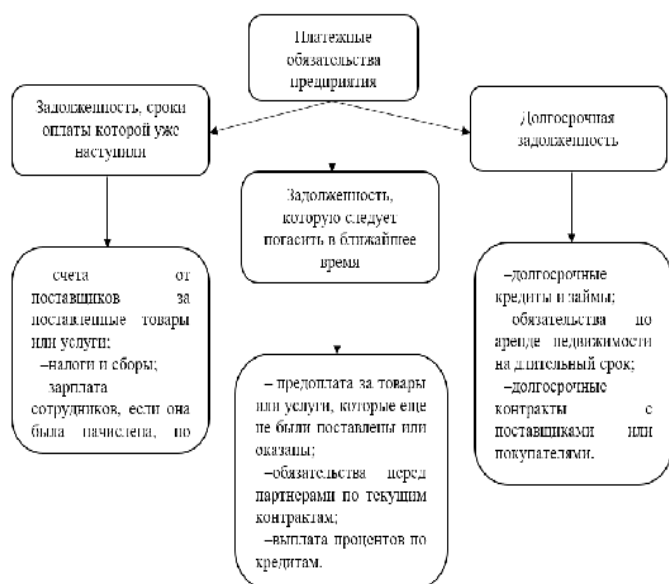 Платежные
обязательства
предприятия
Задолженность, сроки
оплаты которой уже
наступили
Задолженность,
которую следует
погасить в ближайшее
время
Долгосрочная
задолженность
счета от
поставщиков за
поставленные товары
или услуги;
–налоги и сборы;
зарплата
сотрудников, если она
была начислена, но
– предоплата за товары
или услуги, которые еще
не были поставлены или
оказаны;
–обязательства перед
партнерами по текущим
контрактам;
–выплата процентов по
кредитам.
–долгосрочные
кредиты и займы;
обязательства по
аренде недвижимости
на длительный срок;
–долгосрочные
контракты с
поставщиками или
покупателями.